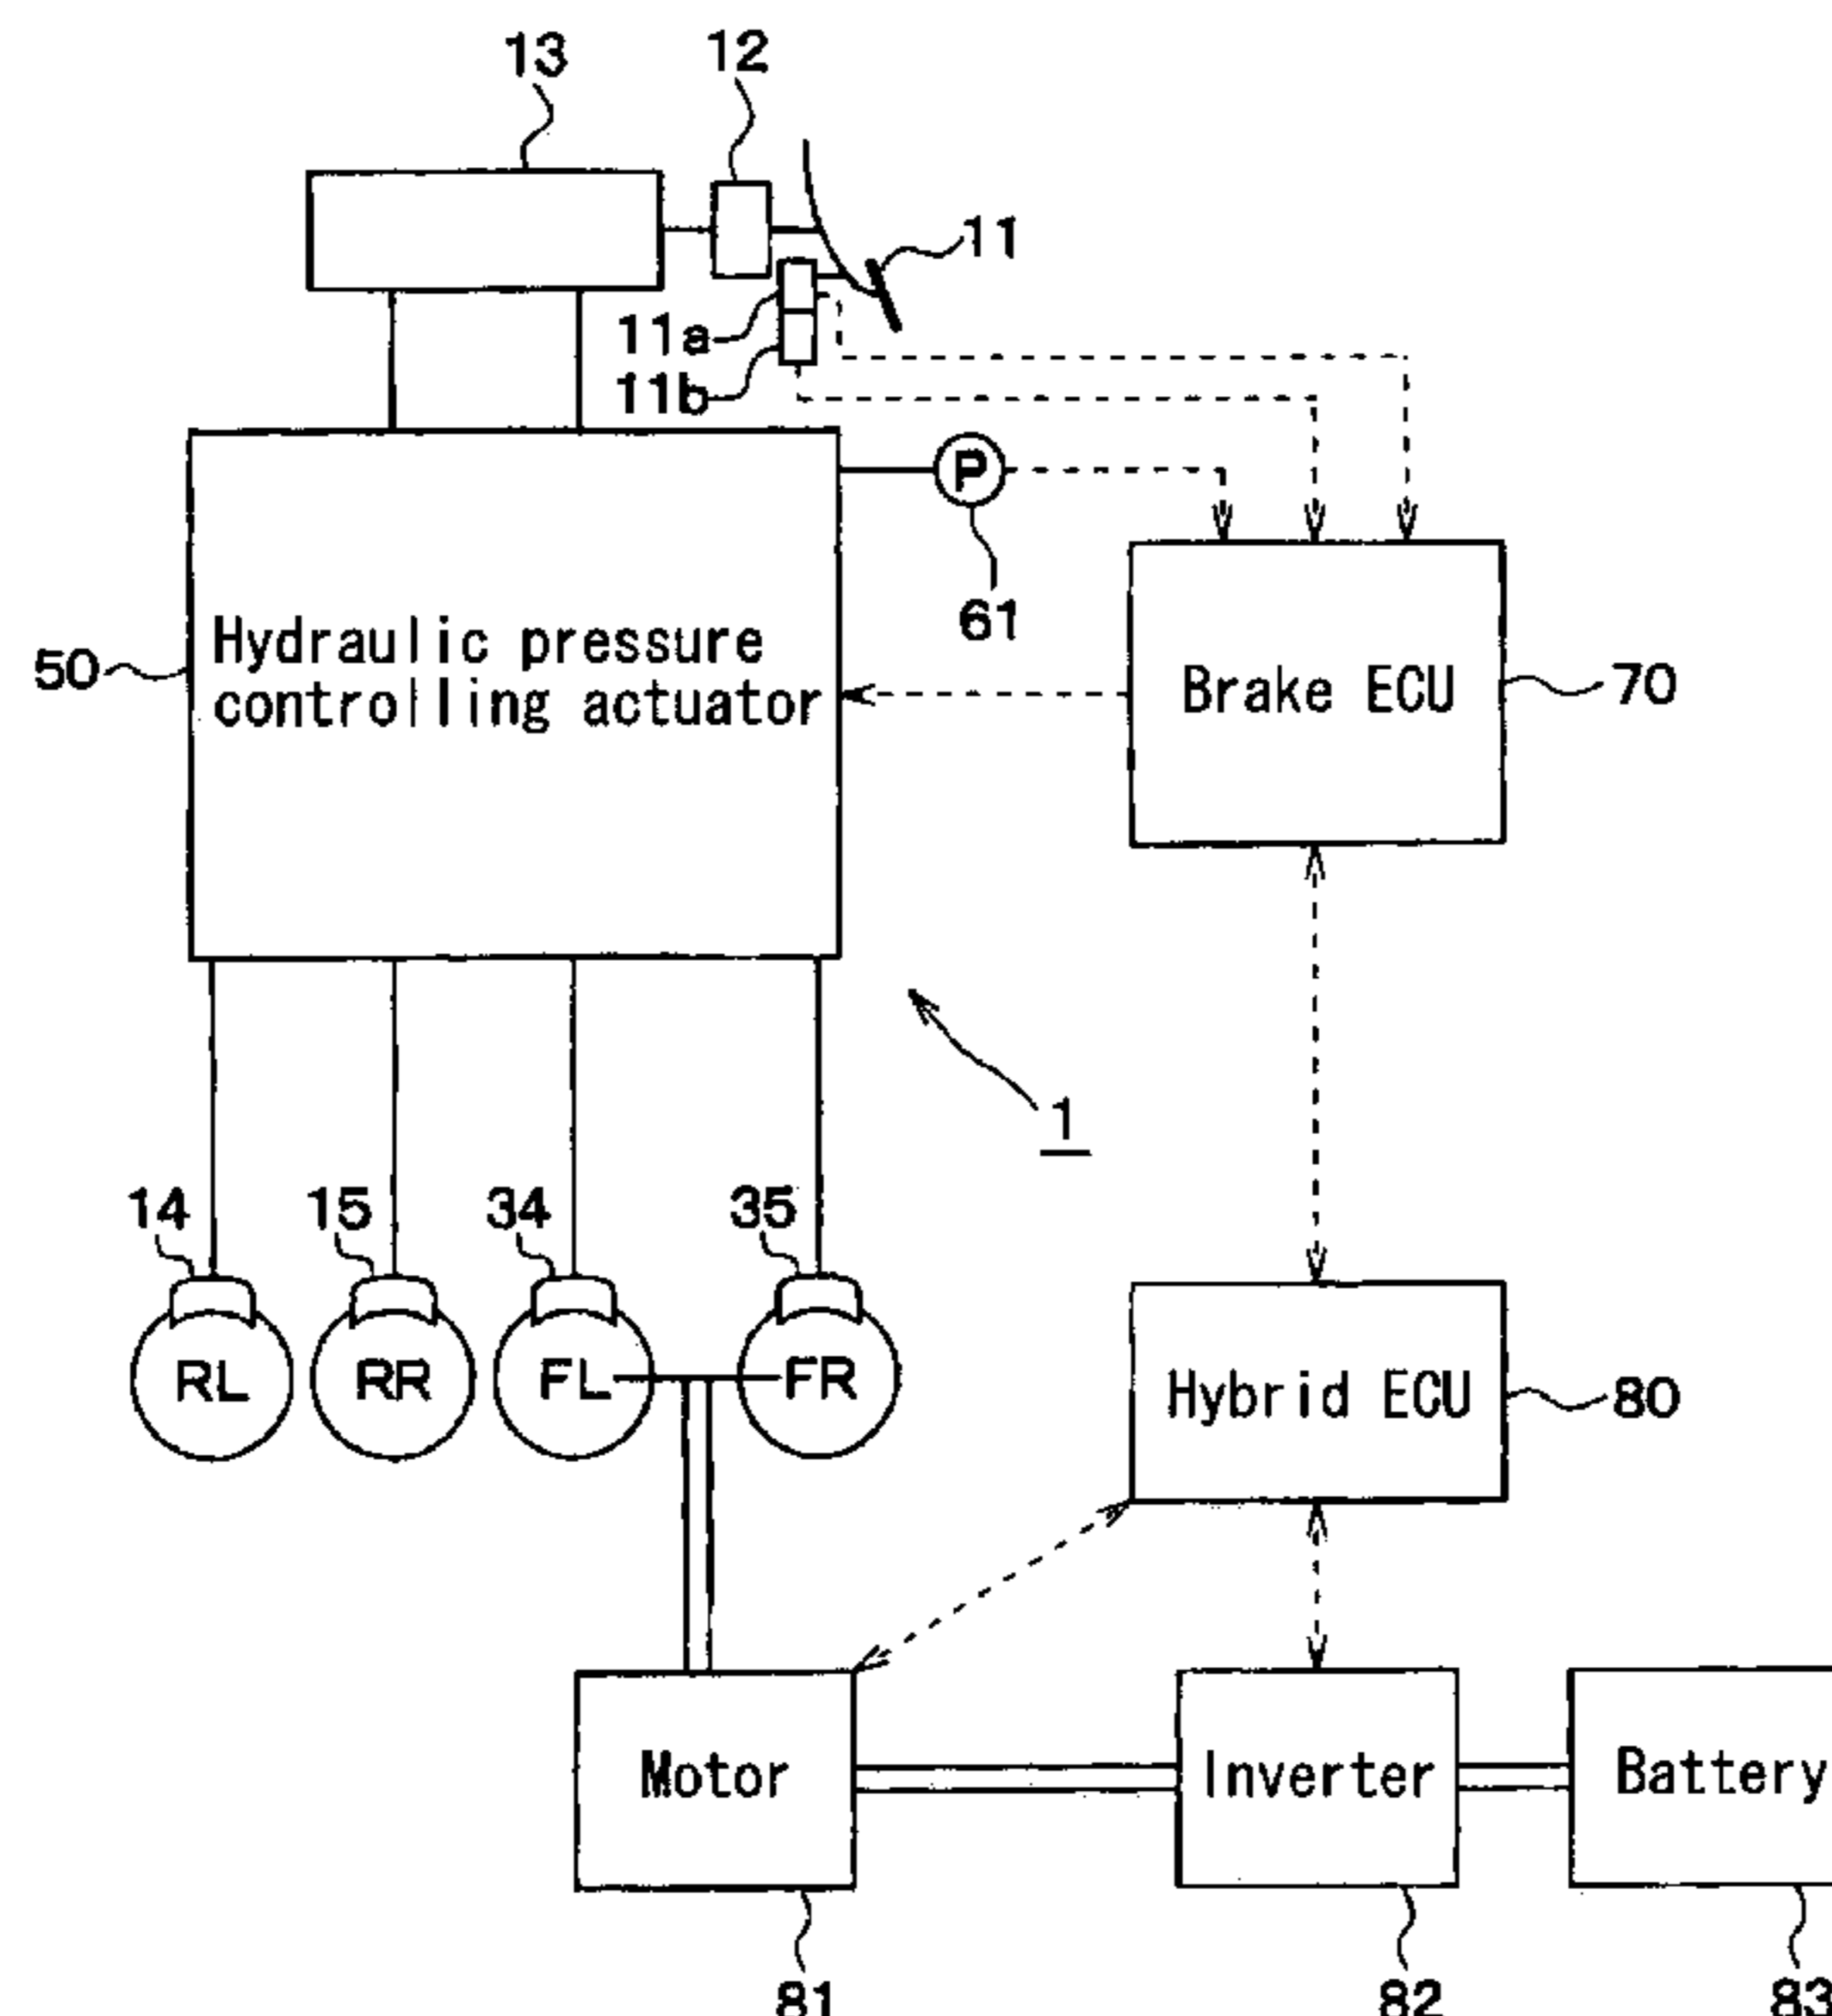 13
12
11
11a
11b
P
61
50
Hydraulic pressure
controlling actuator
Brake ECU
70
1
14
15
34
35
RL
RR
FL
FR
Hybrid ECU
80
Motor
Inverter
Battery
81
82
83